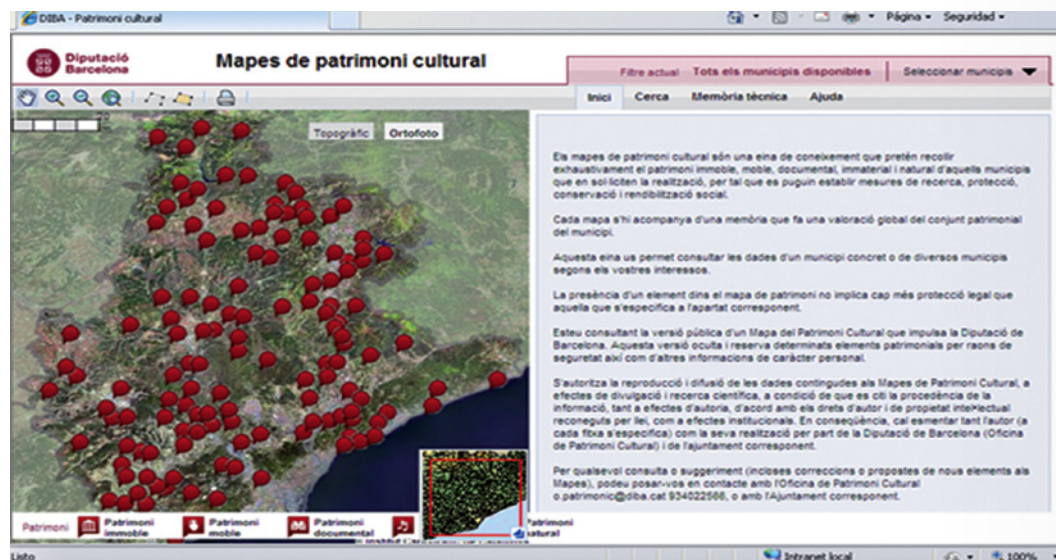 DIBA - Patrimoni cultural
Página
Seguridad
Diputació
Barcelona
Mapes de patrimoni cultural
Filtre actual Tots els municipis disponibles Seleccionar municipis
Inici Cerca Memòria tècnica Ajuda
Topogràfic Ortofoto
Els mapes de patrimoni cultural són una eina de coneixement que pretén recollir
exhaustivament el patrimoni immoble, moble, documental, immaterial i natural d'aquells municipis
que en sol·liciten la realització, per tal que es puguin establir mesures de recerca, protecció,
conservació i rendibilització social.
Cada mapa s'hi acompanya d'una memòria que fa una valoració global del conjunt patrimonial
del municipi.
Aquesta eina us permet consultar les dades d'un municipi concret o de diversos municipis
segons els vostres interessos.
La presència d'un element dins el mapa de patrimoni no implica cap més protecció legal que
aquella que s'especifica a l'apartat corresponent.
Esteu consultant la versió pública d'un Mapa del Patrimoni Cultural que impulsa la Diputació de
Barcelona. Aquesta versió oculta i reserva determinats elements patrimonials per raons de
seguretat així com d'altres informacions de caràcter personal.
S'autoritza la reproducció i difusió de les dades contingudes als Mapes de Patrimoni Cultural, a
efectes de divulgació i recerca científica, a condició de que es citi la procedència de la
informació, tant a efectes d'autoria, d'acord amb els drets d'autor i de propietat intel•lectual
reconeguts per llei, com a efectes institucionals. En conseqüència, cal esmentar tant l'autor (a
cada fitxa s'especifica) com la seva realització per part de la Diputació de Barcelona (Oficina
de Patrimoni Cultural) i de l'ajuntament corresponent.
Per qualsevol consulta o suggeriment (incloses correccions o propostes de nous elements als
Mapes), podeu posar-vos en contacte amb l'Oficina de Patrimoni Cultural
o.patrimonic@diba.cat 934022566, o amb l'Ajuntament corresponent.
Patrimoni
Patrimoni
immoble
Patrimoni
moble
Patrimoni
documental
Patrimoni
natural
Listo
Intranet local
100%